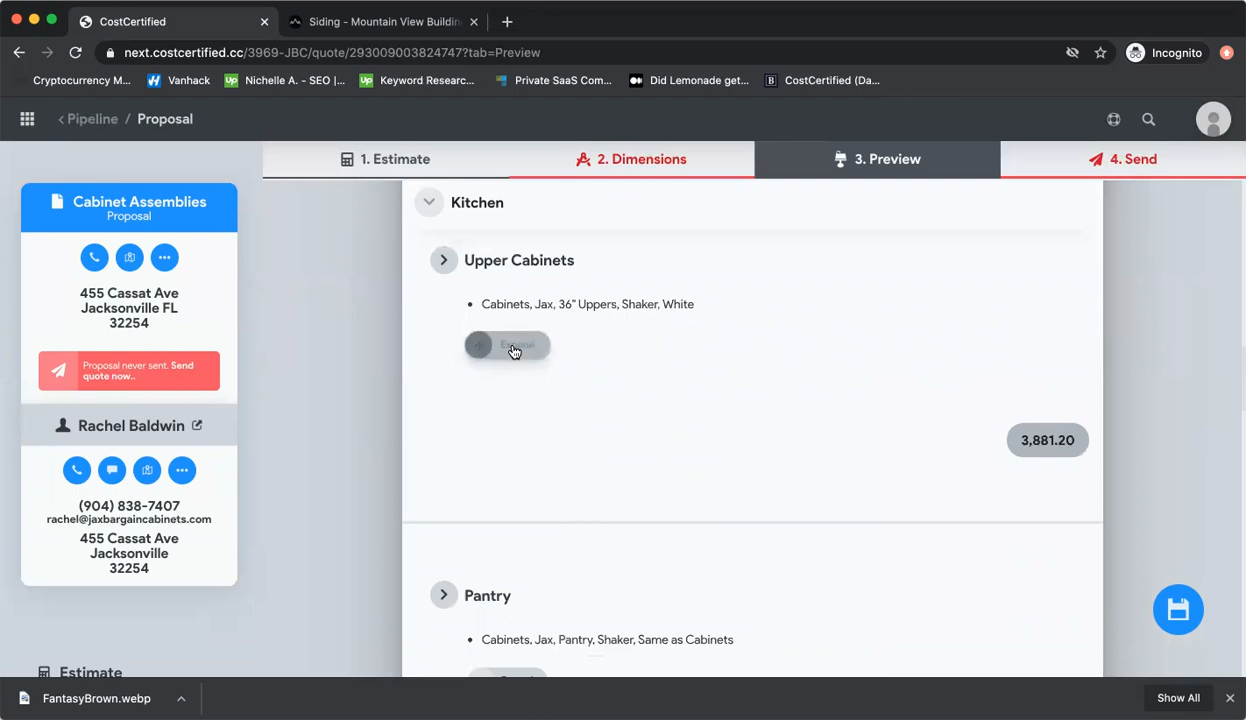 CostCertified
Siding - Mountain View Buildin
next.costcertified.cc/3969-JBC/quote/293009003824747?tab=Preview
Incognito
Cryptocurrency M...
Vanhack
Nichelle A. - SEO |...
Keyword Researc...
Private SaaS Com...
Did Lemonade get...
CostCertified (Da...
Pipeline / Proposal
1. Estimate
2. Dimensions
3. Preview
4. Send
Cabinet Assemblies
Proposal
455 Cassat Ave
Jacksonville FL
32254
Proposal never sent. Send
quote now..
Rachel Baldwin
(904) 838-7407
rachel@jaxbargaincabinets.com
455 Cassat Ave
Jacksonville
32254
Estimate
Kitchen
Upper Cabinets
• Cabinets, Jax, 36" Uppers, Shaker, White
3,881.20
Pantry
• Cabinets, Jax, Pantry, Shaker, Same as Cabinets
FantasyBrown.webp
Show All